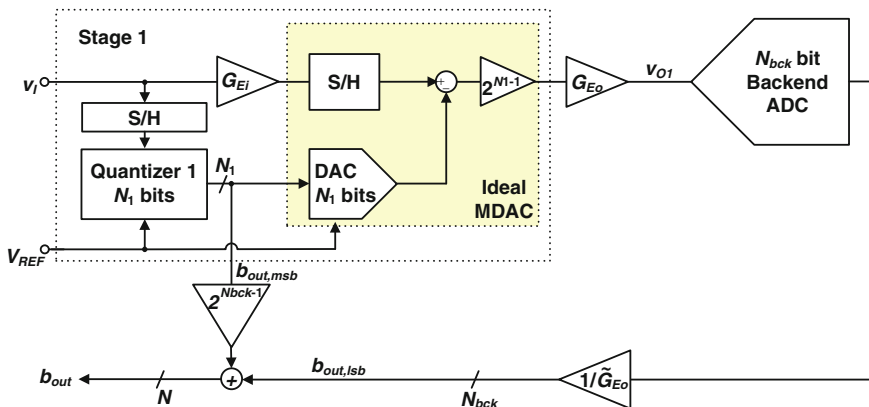 Stage 1
v_I
G_Ei
S/H
+
−
2^N1-1
G_Eo
v_O1
N_bck bit
Backend
ADC
S/H
Quantizer 1
N_1 bits
N_1
DAC
N_1 bits
Ideal
MDAC
V_REF
b_out,msb
2^Nbck-1
b_out
N
+
b_out,lsb
N_bck
1/G̃_Eo